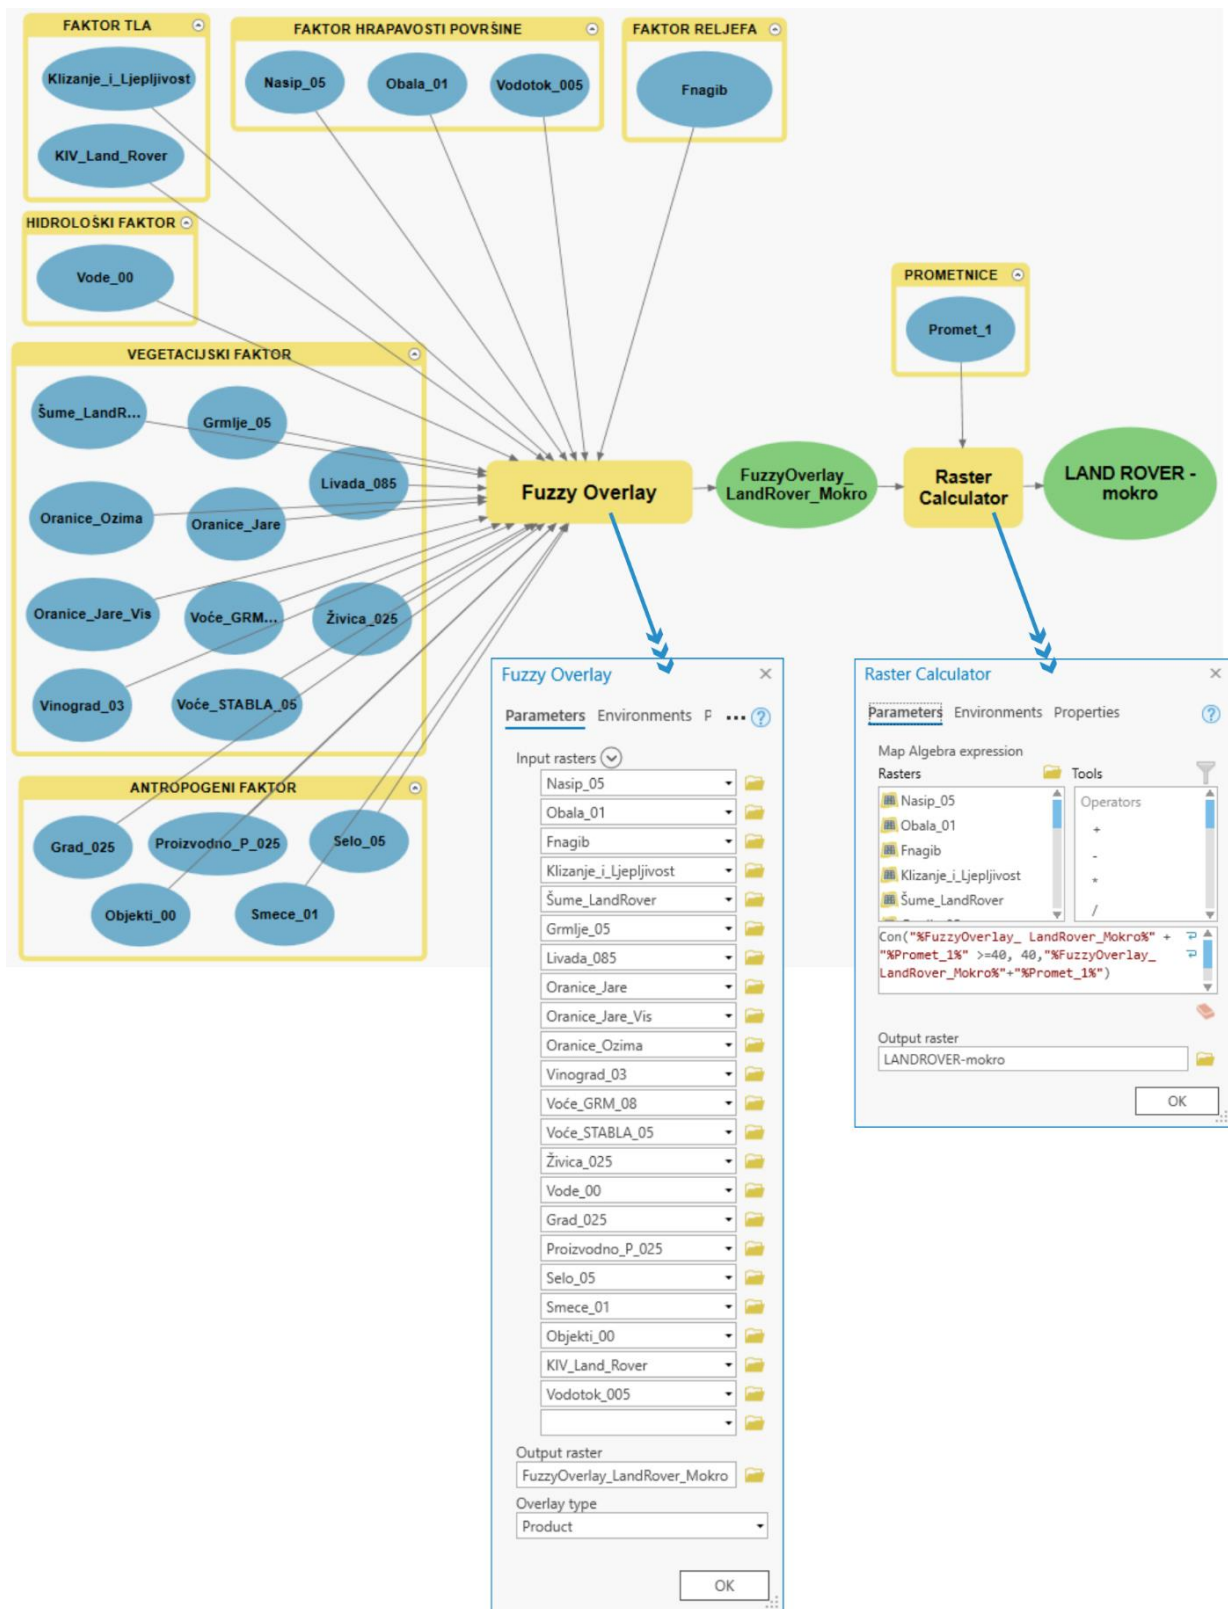 FAKTOR TLA
Klizanje_i_Ljepljivost
KIV_Land_Rover
FAKTOR HRAPAVOSTI POVRŠINE
Nasip_05
Obala_01
Vodotok_005
FAKTOR RELJEFA
Fnagib
HIDROLOŠKI FAKTOR
Vode_00
PROMETNICE
Promet_1
VEGETACIJSKI FAKTOR
Šume_LandR...
Grmlje_05
Livada_085
Oranice_Ozima
Oranice_Jare
Oranice_Jare_Vis
Voće_GRM...
Živica_025
Vinograd_03
Voće_STABLA_05
ANTROPOGENI FAKTOR
Grad_025
Proizvodno_P_025
Selo_05
Objekti_00
Smece_01
Fuzzy Overlay
FuzzyOverlay_
LandRover_Mokro
Raster
Calculator
LAND ROVER -
mokro
Fuzzy Overlay
Parameters Environments P ...
Input rasters
Nasip_05
Obala_01
Fnagib
Klizanje_i_Ljepljivost
Šume_LandRover
Grmlje_05
Livada_085
Oranice_Jare
Oranice_Jare_Vis
Oranice_Ozima
Vinograd_03
Voće_GRM_08
Voće_STABLA_05
Živica_025
Vode_00
Grad_025
Proizvodno_P_025
Selo_05
Smece_01
Objekti_00
KIV_Land_Rover
Vodotok_005
Output raster
FuzzyOverlay_LandRover_Mokro
Overlay type
Product
OK
Raster Calculator
Parameters Environments Properties
Map Algebra expression
Rasters
Nasip_05
Obala_01
Fnagib
Klizanje_i_Ljepljivost
Šume_LandRover
Tools
Operators
+
-
*
/
Con("%FuzzyOverlay_ LandRover_Mokro%" +
"%Promet_1%" >=40, 40,"%FuzzyOverlay_
LandRover_Mokro%"+"%Promet_1%")
Output raster
LANDROVER-mokro
OK